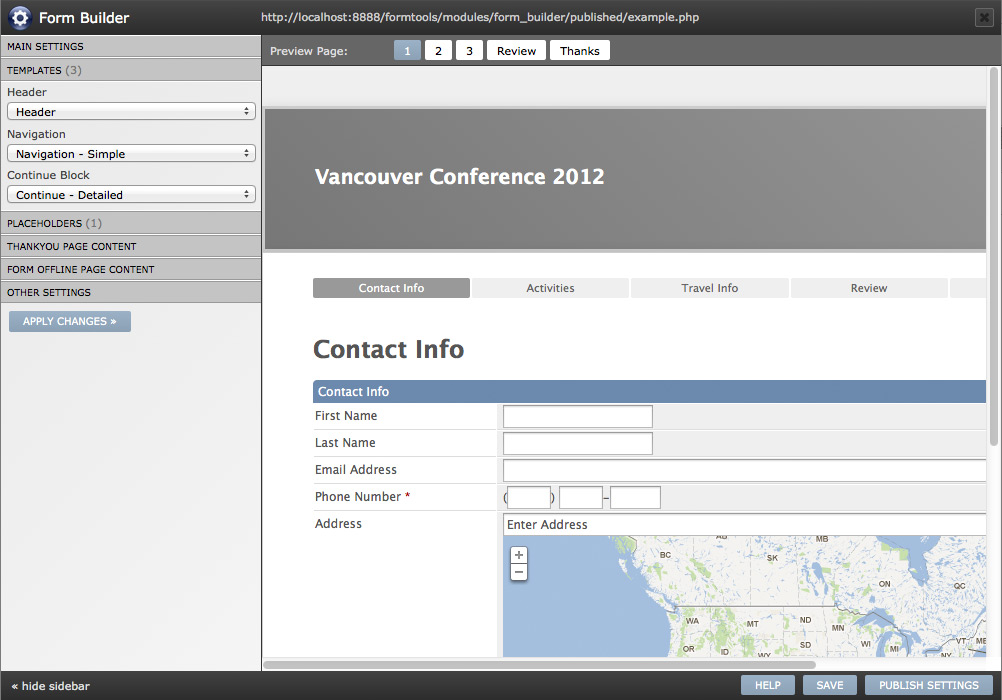 Form Builder
http://localhost:8888/formtools/modules/form_builder/published/example.php
MAIN SETTINGS
TEMPLATES (3)
Header
Header
Navigation
Navigation - Simple
Continue Block
Continue - Detailed
PLACEHOLDERS (1)
THANKYOU PAGE CONTENT
FORM OFFLINE PAGE CONTENT
OTHER SETTINGS
APPLY CHANGES »
Preview Page: 1 2 3 Review Thanks
Vancouver Conference 2012
Contact Info Activities Travel Info Review
Contact Info
Contact Info
First Name
Last Name
Email Address
Phone Number * ( ) –
Address
Enter Address
+
−
AB MB
BC SK
ON QC
WA MT ND MN
OR ID SD WI MI VT ME
WY NY
« hide sidebar
HELP SAVE PUBLISH SETTINGS